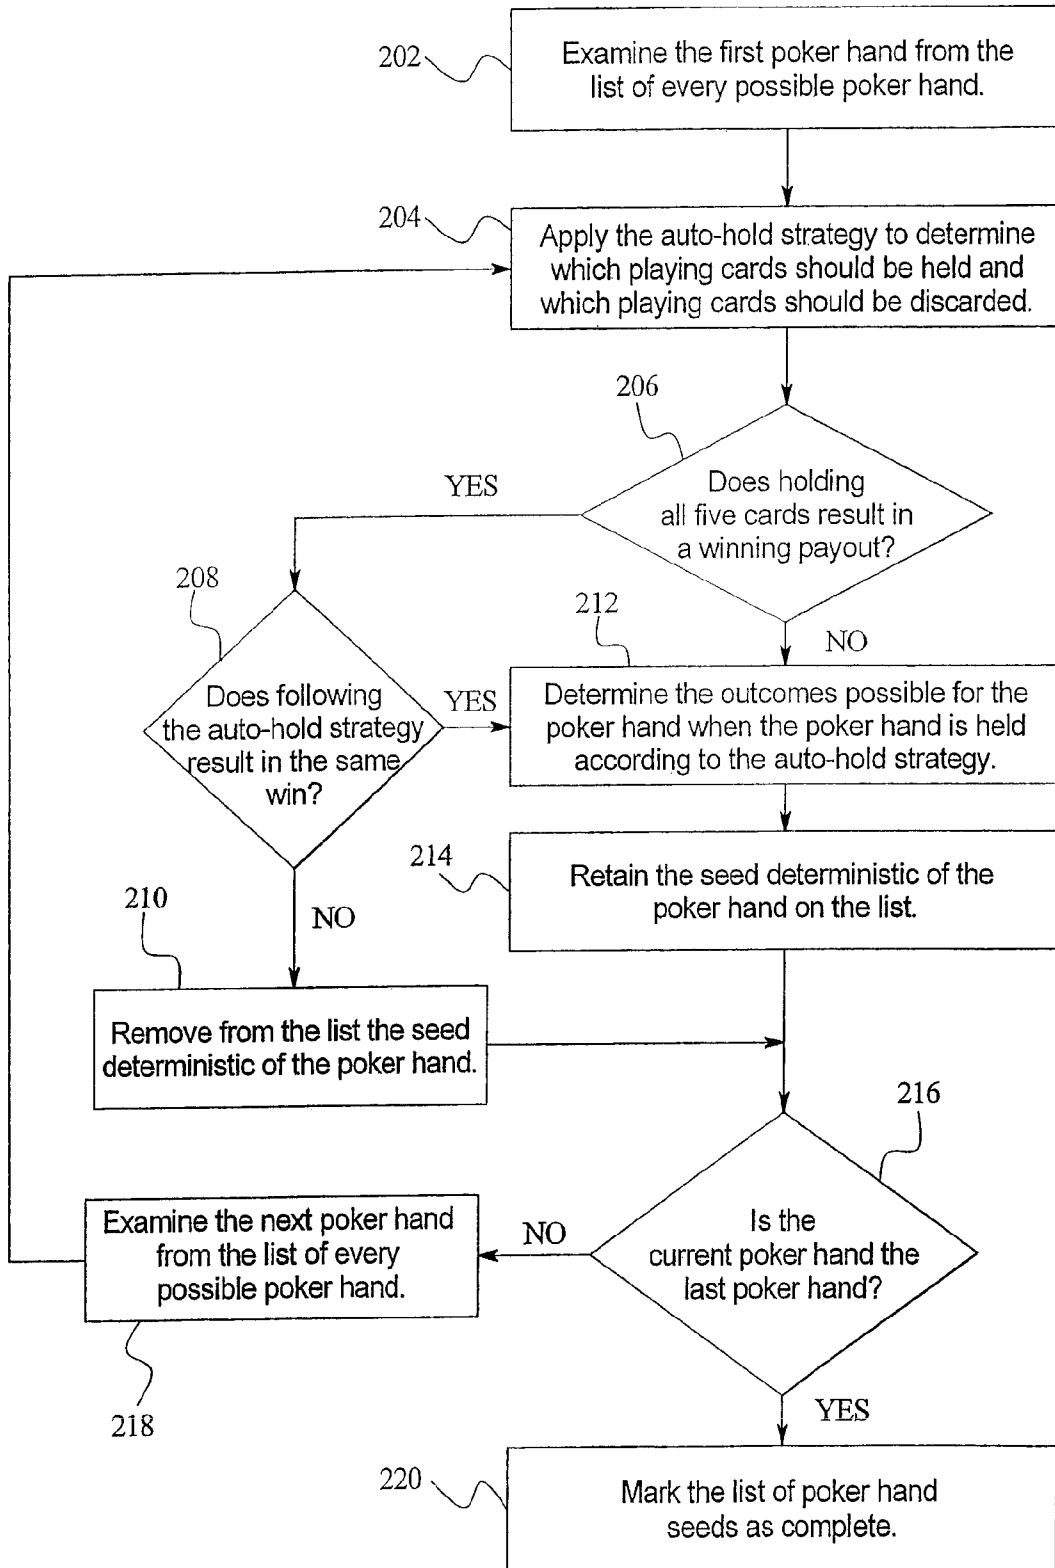 202
Examine the first poker hand from the
list of every possible poker hand.
204
Apply the auto-hold strategy to determine
which playing cards should be held and
which playing cards should be discarded.
206
Does holding
all five cards result in
a winning payout?
YES
NO
208
Does following
the auto-hold strategy
result in the same
win?
YES
NO
212
Determine the outcomes possible for the
poker hand when the poker hand is held
according to the auto-hold strategy.
214
Retain the seed deterministic of the
poker hand on the list.
210
Remove from the list the seed
deterministic of the poker hand.
216
Is the
current poker hand the
last poker hand?
NO
YES
Examine the next poker hand
from the list of every
possible poker hand.
218
220
Mark the list of poker hand
seeds as complete.